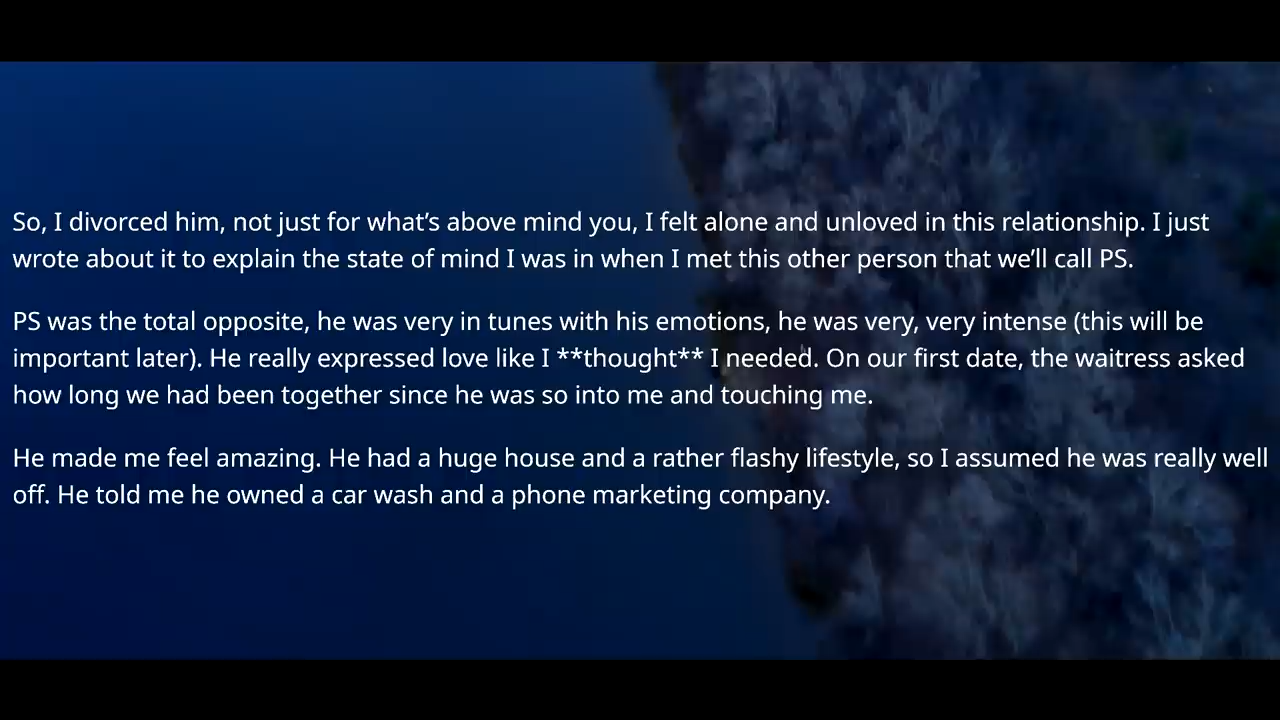 So, I divorced him, not just for what’s above mind you, I felt alone and unloved in this relationship. I just
wrote about it to explain the state of mind I was in when I met this other person that we’ll call PS.
PS was the total opposite, he was very in tunes with his emotions, he was very, very intense (this will be
important later). He really expressed love like I **thought** I needed. On our first date, the waitress asked
how long we had been together since he was so into me and touching me.
He made me feel amazing. He had a huge house and a rather flashy lifestyle, so I assumed he was really well
off. He told me he owned a car wash and a phone marketing company.